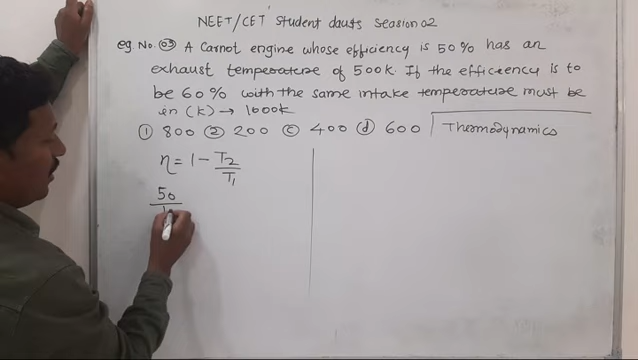 NEET/CET Student dauts Seasion 02
eg. No. 03 A Carnot engine whose efficiency is 50% has an
exhaust temperature of 500k. If the efficiency is to
be 60% with the same intake temperature must be
in (K) → 1000k
① 800 ② 200 ⓒ 400 ⓓ 600 Thermodynamics
η = 1 - T2/T1
50